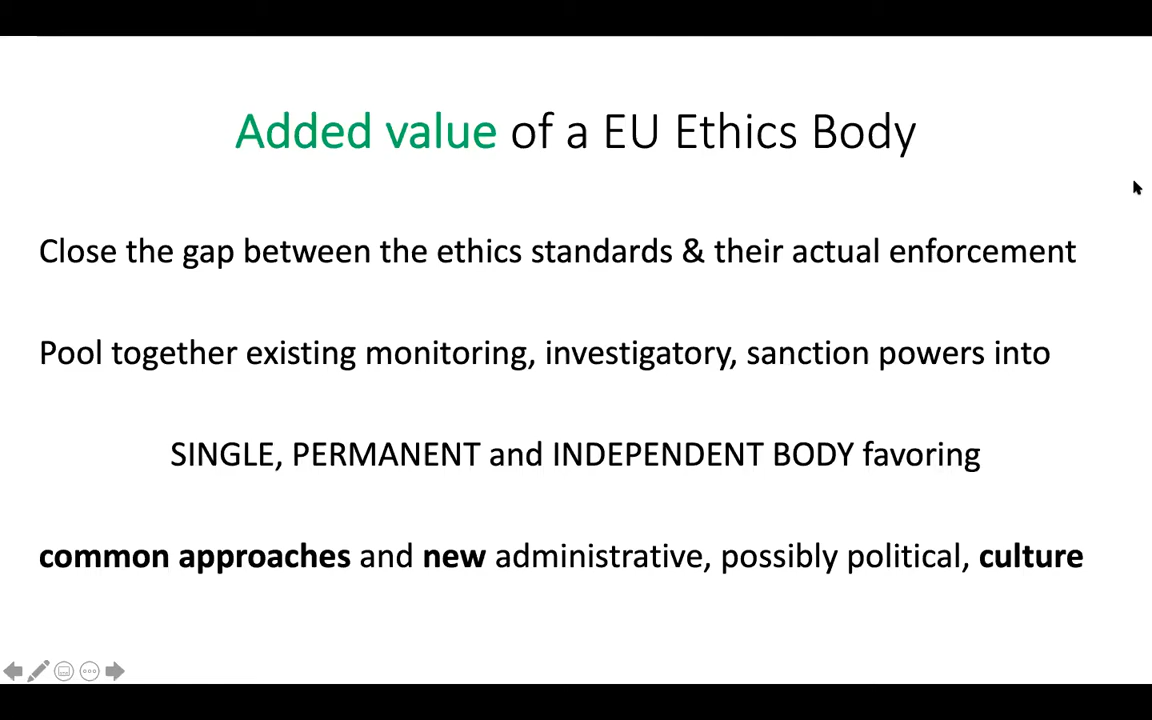 Added value of a EU Ethics Body
Close the gap between the ethics standards & their actual enforcement
Pool together existing monitoring, investigatory, sanction powers into
SINGLE, PERMANENT and INDEPENDENT BODY favoring
common approaches and new administrative, possibly political, culture